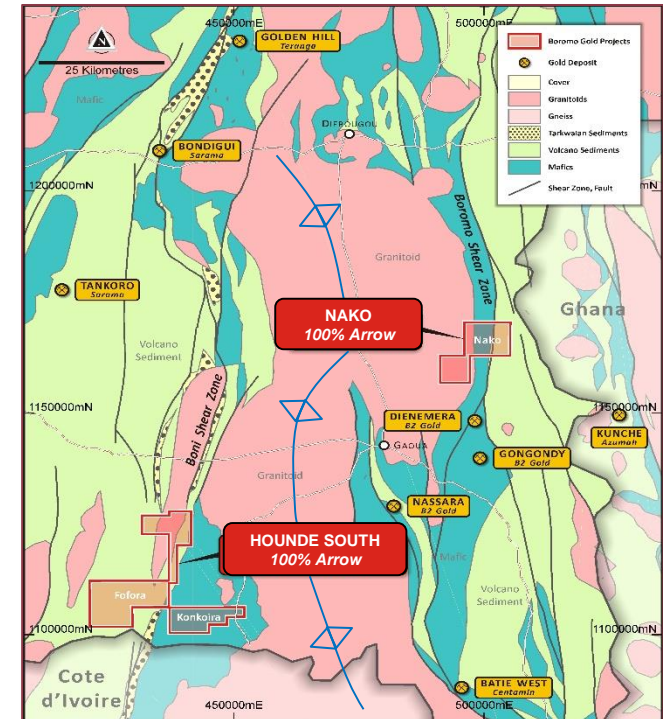 450000mE
500000mE
N
25 Kilometres
GOLDEN HILL
Teranga
Boromo Gold Projects
Gold Deposit
Cover
Granitoids
Gneiss
Tarkwaian Sediments
Volcano Sediments
Mafics
Shear Zone, Fault
Mafic
DIEBOUGOU
BONDIGUI
Sarama
1200000mN
1200000mN
Boromo Shear Zone
Granitoid
TANKORO
Sarama
Ghana
NAKO
100% Arrow
Nako
Volcano
Sediment
Boni Shear Zone
1150000mN
1150000mN
DIENEMERA
B2 Gold
KUNCHE
Azumah
GAOUA
GONGONDY
B2 Gold
Granitoid
NASSARA
B2 Gold
HOUNDE SOUTH
100% Arrow
Mafic
Fofora
Volcano
Sediment
Konkoira
1100000mN
1100000mN
Cote
d'Ivoire
BATIE WEST
Centamin
450000mE
500000mE